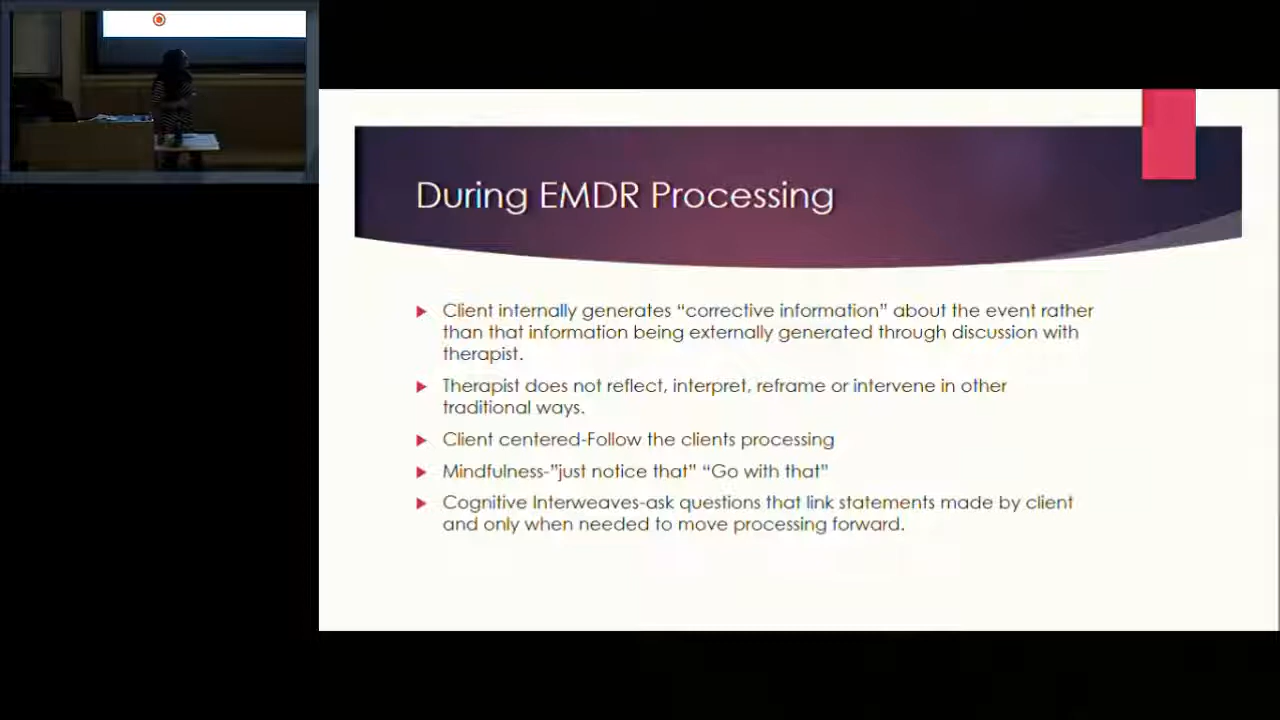 During EMDR Processing
Client internally generates “corrective information” about the event rather
than that information being externally generated through discussion with
therapist.
Therapist does not reflect, interpret, reframe or intervene in other
traditional ways.
Client centered-Follow the clients processing
Mindfulness-”just notice that” “Go with that”
Cognitive Interweaves-ask questions that link statements made by client
and only when needed to move processing forward.